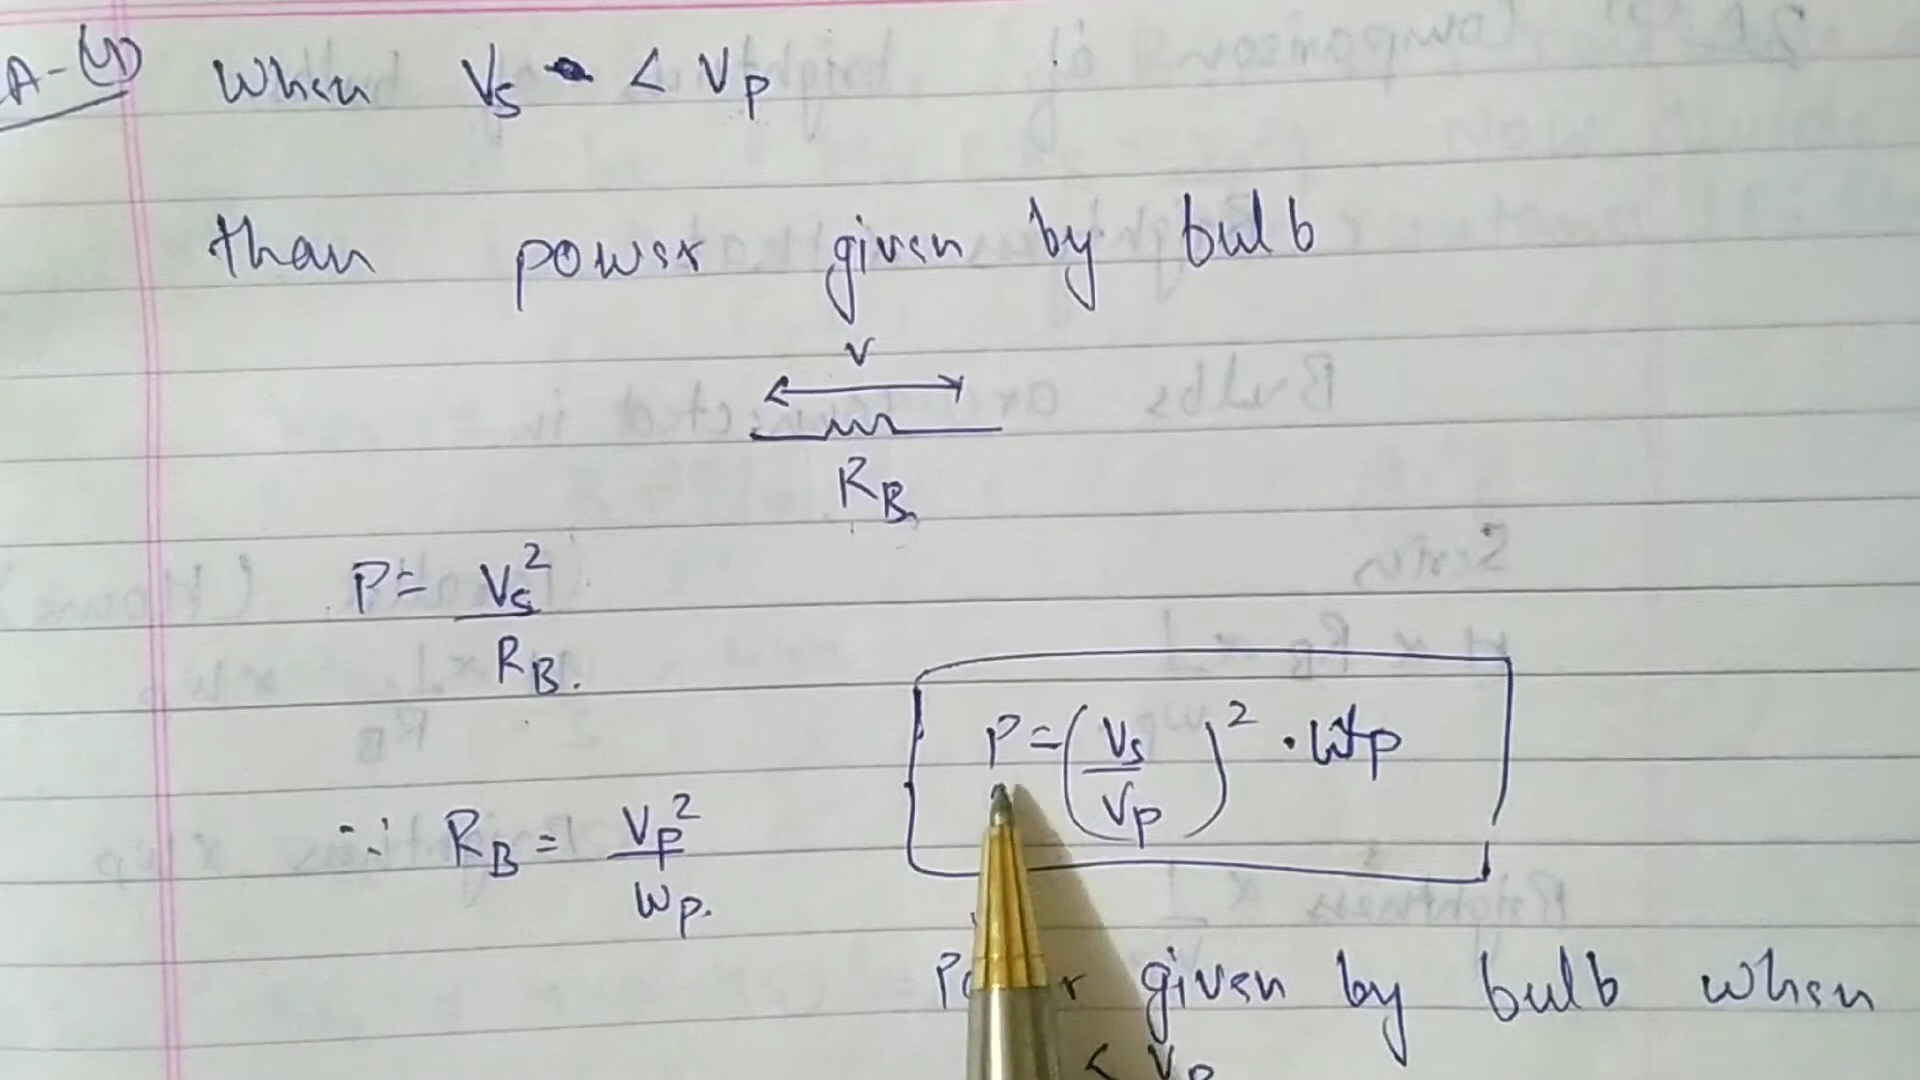 A-(4) When Vs < Vp
than power given by bulb
V
RB
P = Vs²/RB.
P = (Vs/Vp)² · Wp
∵ RB = Vp²/Wp.
given by bulb when
< Vp